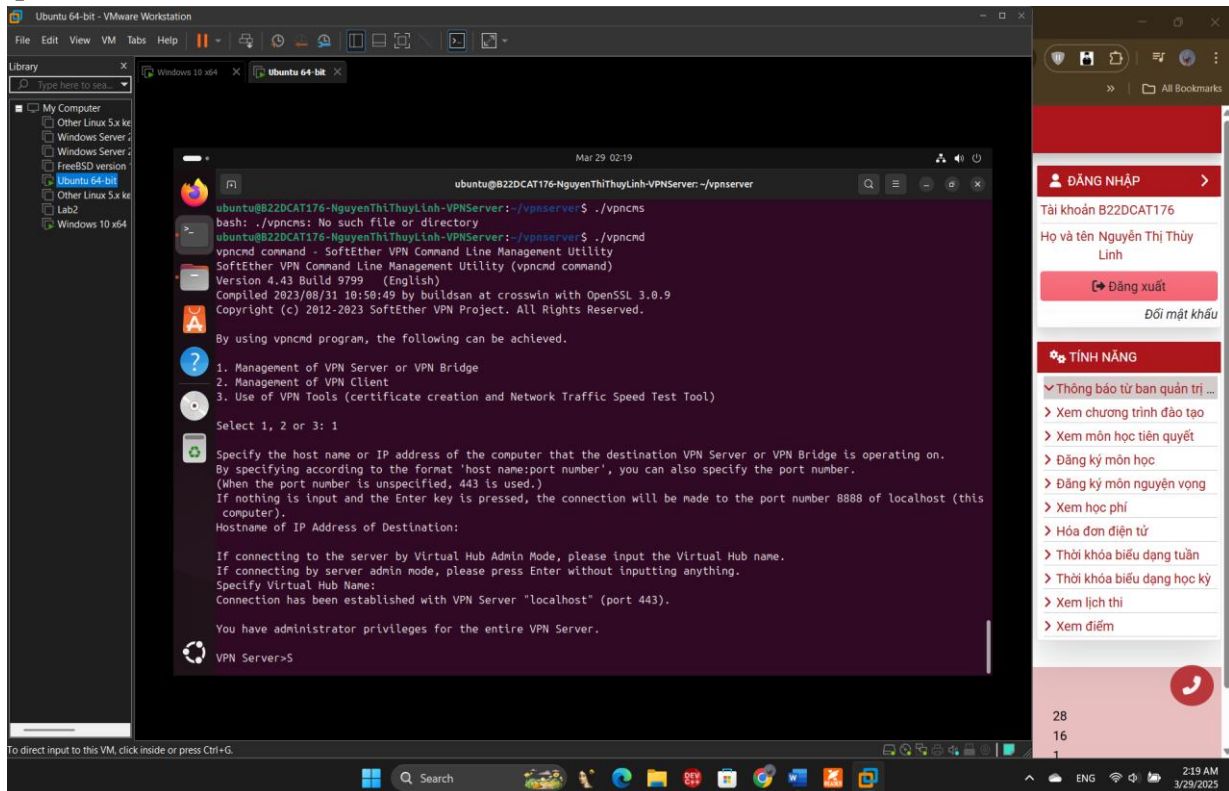 Ubuntu 64-bit - VMware Workstation
File Edit View VM Tabs Help
Library X
Type here to sea...
My Computer
Other Linux 5.x ke
Windows Server 2
Windows Server 2
FreeBSD version
Ubuntu 64-bit
Other Linux 5.x ke
Lab2
Windows 10 x64
Windows 10 x64 X Ubuntu 64-bit X
Mar 29 02:19
ubuntu@B22DCAT176-NguyenThiThuyLinh-VPNServer: ~/vpnserver
ubuntu@B22DCAT176-NguyenThiThuyLinh-VPNServer:~/vpnserver$ ./vpncms
bash: ./vpncms: No such file or directory
ubuntu@B22DCAT176-NguyenThiThuyLinh-VPNServer:~/vpnserver$ ./vpncmd
vpncmd command - SoftEther VPN Command Line Management Utility
SoftEther VPN Command Line Management Utility (vpncmd command)
Version 4.43 Build 9799 (English)
Compiled 2023/08/31 10:50:49 by buildsan at crosswin with OpenSSL 3.0.9
Copyright (c) 2012-2023 SoftEther VPN Project. All Rights Reserved.
By using vpncmd program, the following can be achieved.
1. Management of VPN Server or VPN Bridge
2. Management of VPN Client
3. Use of VPN Tools (certificate creation and Network Traffic Speed Test Tool)
Select 1, 2 or 3: 1
Specify the host name or IP address of the computer that the destination VPN Server or VPN Bridge is operating on.
By specifying according to the format 'host name:port number', you can also specify the port number.
(When the port number is unspecified, 443 is used.)
If nothing is input and the Enter key is pressed, the connection will be made to the port number 8888 of localhost (this
computer).
Hostname of IP Address of Destination:
If connecting to the server by Virtual Hub Admin Mode, please input the Virtual Hub name.
If connecting by server admin mode, please press Enter without inputting anything.
Specify Virtual Hub Name:
Connection has been established with VPN Server "localhost" (port 443).
You have administrator privileges for the entire VPN Server.
VPN Server>S
To direct input to this VM, click inside or press Ctrl+G.
» All Bookmarks
ĐĂNG NHẬP
Tài khoản B22DCAT176
Họ và tên Nguyễn Thị Thùy
Linh
Đăng xuất
Đổi mật khẩu
TÍNH NĂNG
Thông báo từ ban quản trị ...
Xem chương trình đào tạo
Xem môn học tiên quyết
Đăng ký môn học
Đăng ký môn nguyện vọng
Xem học phí
Hóa đơn điện tử
Thời khóa biểu dạng tuần
Thời khóa biểu dạng học kỳ
Xem lịch thi
Xem điểm
28
16
1
Search
ENG
2:19 AM
3/29/2025